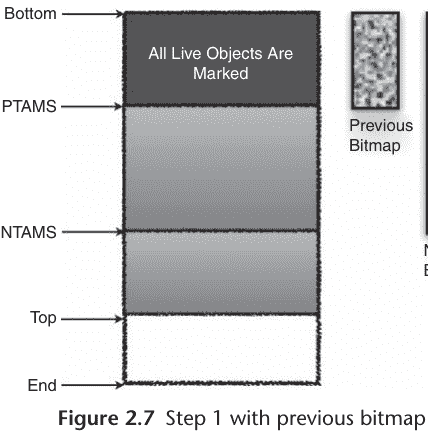 Bottom
All Live Objects Are
Marked
PTAMS
Previous
Bitmap
NTAMS
Top
End
Figure 2.7 Step 1 with previous bitmap